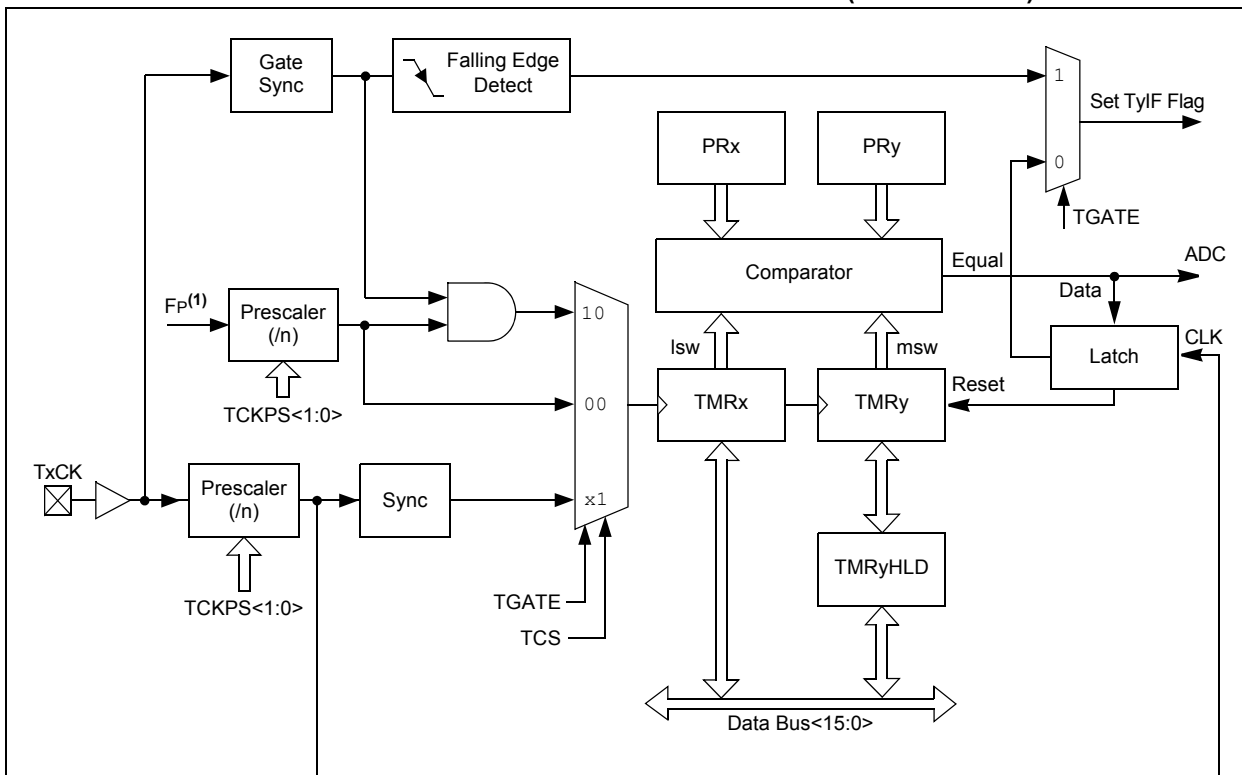 Gate
Sync
Falling Edge
Detect
1
Set TyIF Flag
0
TGATE
PRx
PRy
Comparator
Equal
ADC
Data
Latch
CLK
Reset
FP(1)
Prescaler
(/n)
TCKPS<1:0>
10
00
x1
lsw
msw
TMRx
TMRy
TxCK
Prescaler
(/n)
TCKPS<1:0>
Sync
TGATE
TCS
TMRyHLD
Data Bus<15:0>